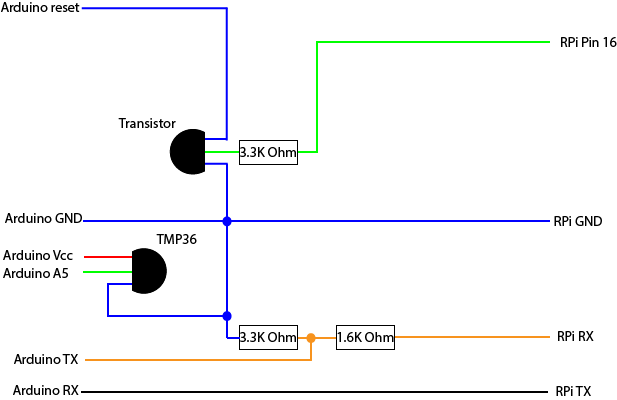 Arduino reset
RPi Pin 16
Transistor
3.3K Ohm
Arduino GND
RPi GND
TMP36
Arduino Vcc
Arduino A5
3.3K Ohm
1.6K Ohm
RPi RX
Arduino TX
Arduino RX
RPi TX